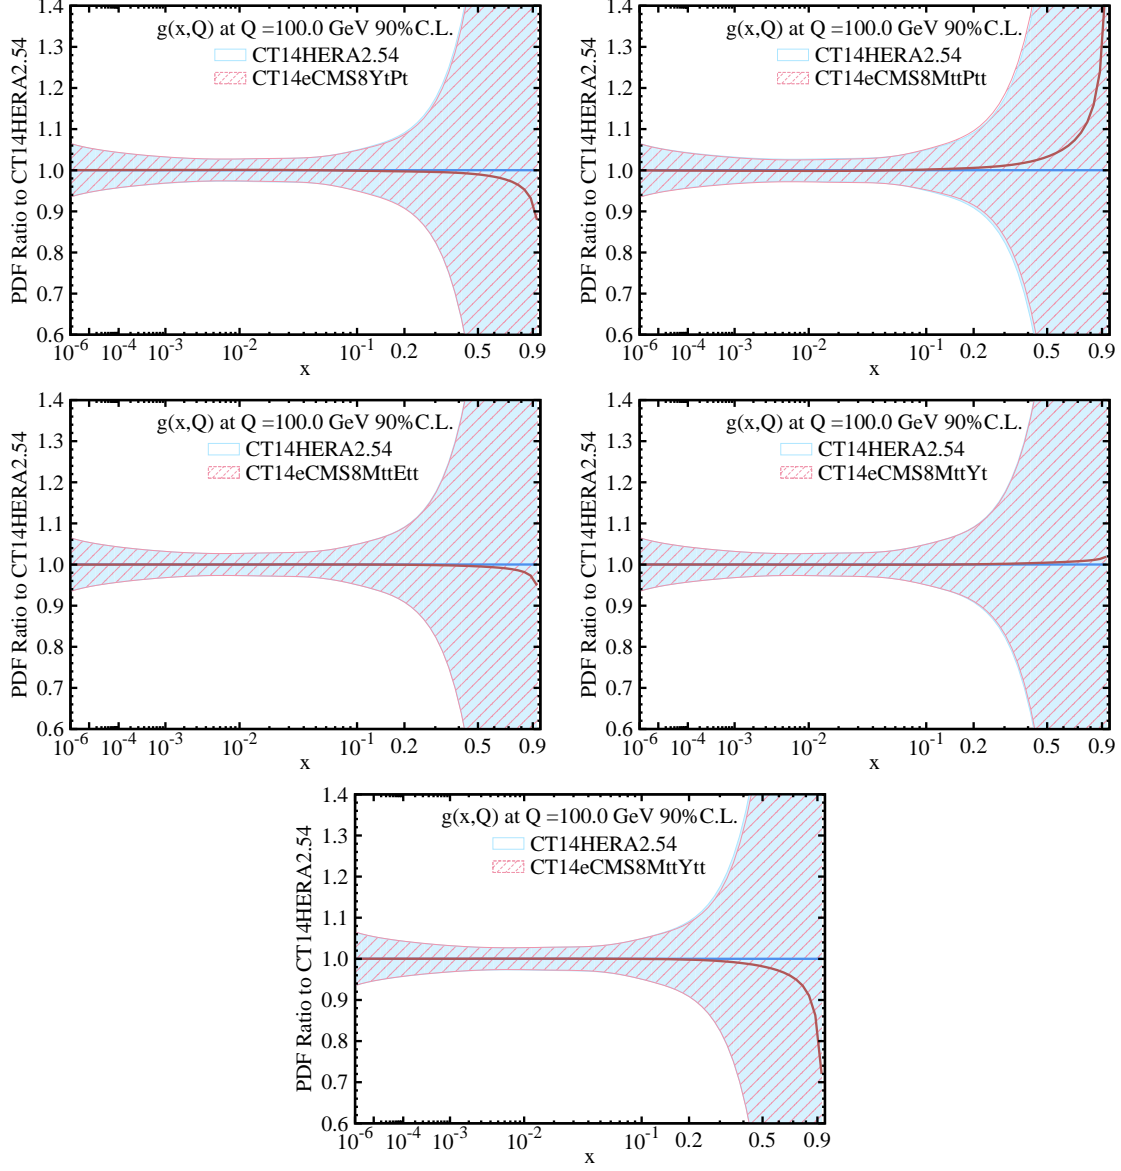 g(x,Q) at Q =100.0 GeV 90%C.L.
CT14HERA2.54
CT14eCMS8YtPt
PDF Ratio to CT14HERA2.54
1.4
1.3
1.2
1.1
1.0
0.9
0.8
0.7
0.6
10-6 10-4 10-3 10-2 10-1 0.2 0.5 0.9
x
g(x,Q) at Q =100.0 GeV 90%C.L.
CT14HERA2.54
CT14eCMS8MttPtt
PDF Ratio to CT14HERA2.54
1.4
1.3
1.2
1.1
1.0
0.9
0.8
0.7
0.6
10-6 10-4 10-3 10-2 10-1 0.2 0.5 0.9
x
g(x,Q) at Q =100.0 GeV 90%C.L.
CT14HERA2.54
CT14eCMS8MttEtt
PDF Ratio to CT14HERA2.54
1.4
1.3
1.2
1.1
1.0
0.9
0.8
0.7
0.6
10-6 10-4 10-3 10-2 10-1 0.2 0.5 0.9
x
g(x,Q) at Q =100.0 GeV 90%C.L.
CT14HERA2.54
CT14eCMS8MttYt
PDF Ratio to CT14HERA2.54
1.4
1.3
1.2
1.1
1.0
0.9
0.8
0.7
0.6
10-6 10-4 10-3 10-2 10-1 0.2 0.5 0.9
x
g(x,Q) at Q =100.0 GeV 90%C.L.
CT14HERA2.54
CT14eCMS8MttYtt
PDF Ratio to CT14HERA2.54
1.4
1.3
1.2
1.1
1.0
0.9
0.8
0.7
0.6
10-6 10-4 10-3 10-2 10-1 0.2 0.5 0.9
x